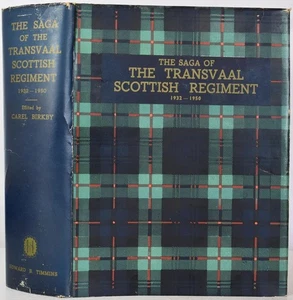 THE SAGA
OF THE
TRANSVAAL
SCOTTISH
REGIMENT
1932 - 1950
Edited by
CAREL BIRKBY
HOWARD B. TIMMINS
THE SAGA OF
THE TRANSVAAL
SCOTTISH REGIMENT
1932 - 1950